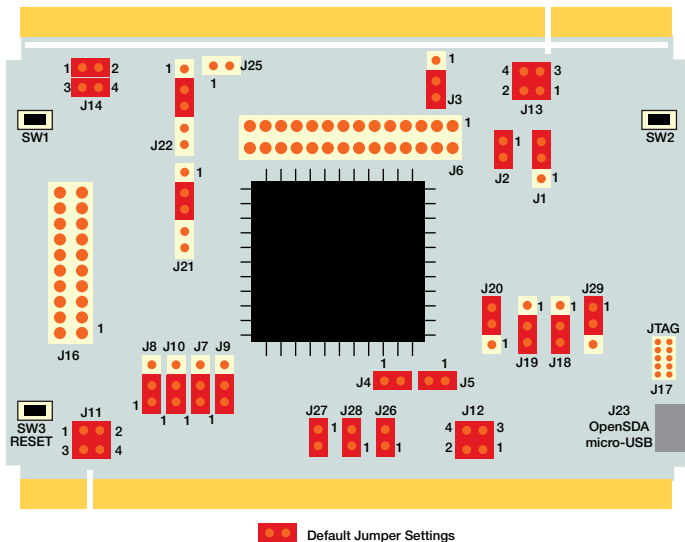 1 J25
1
1 2
1
3 4
J14
J3
1
4 3
2 1
J13
SW1
SW2
J22
1
J6
1
J2
J1
1
1
J21
J16
1
J20
1
1
J19
1
J18
J29
1
JTAG
J17
J8 J10 J7 J9
1 1 1 1
1
J4
1
J5
SW3
RESET
J11
1 2
3 4
J27
1
J28
1
J26
1
J12
4 3
2 1
J23
OpenSDA
micro-USB
Default Jumper Settings